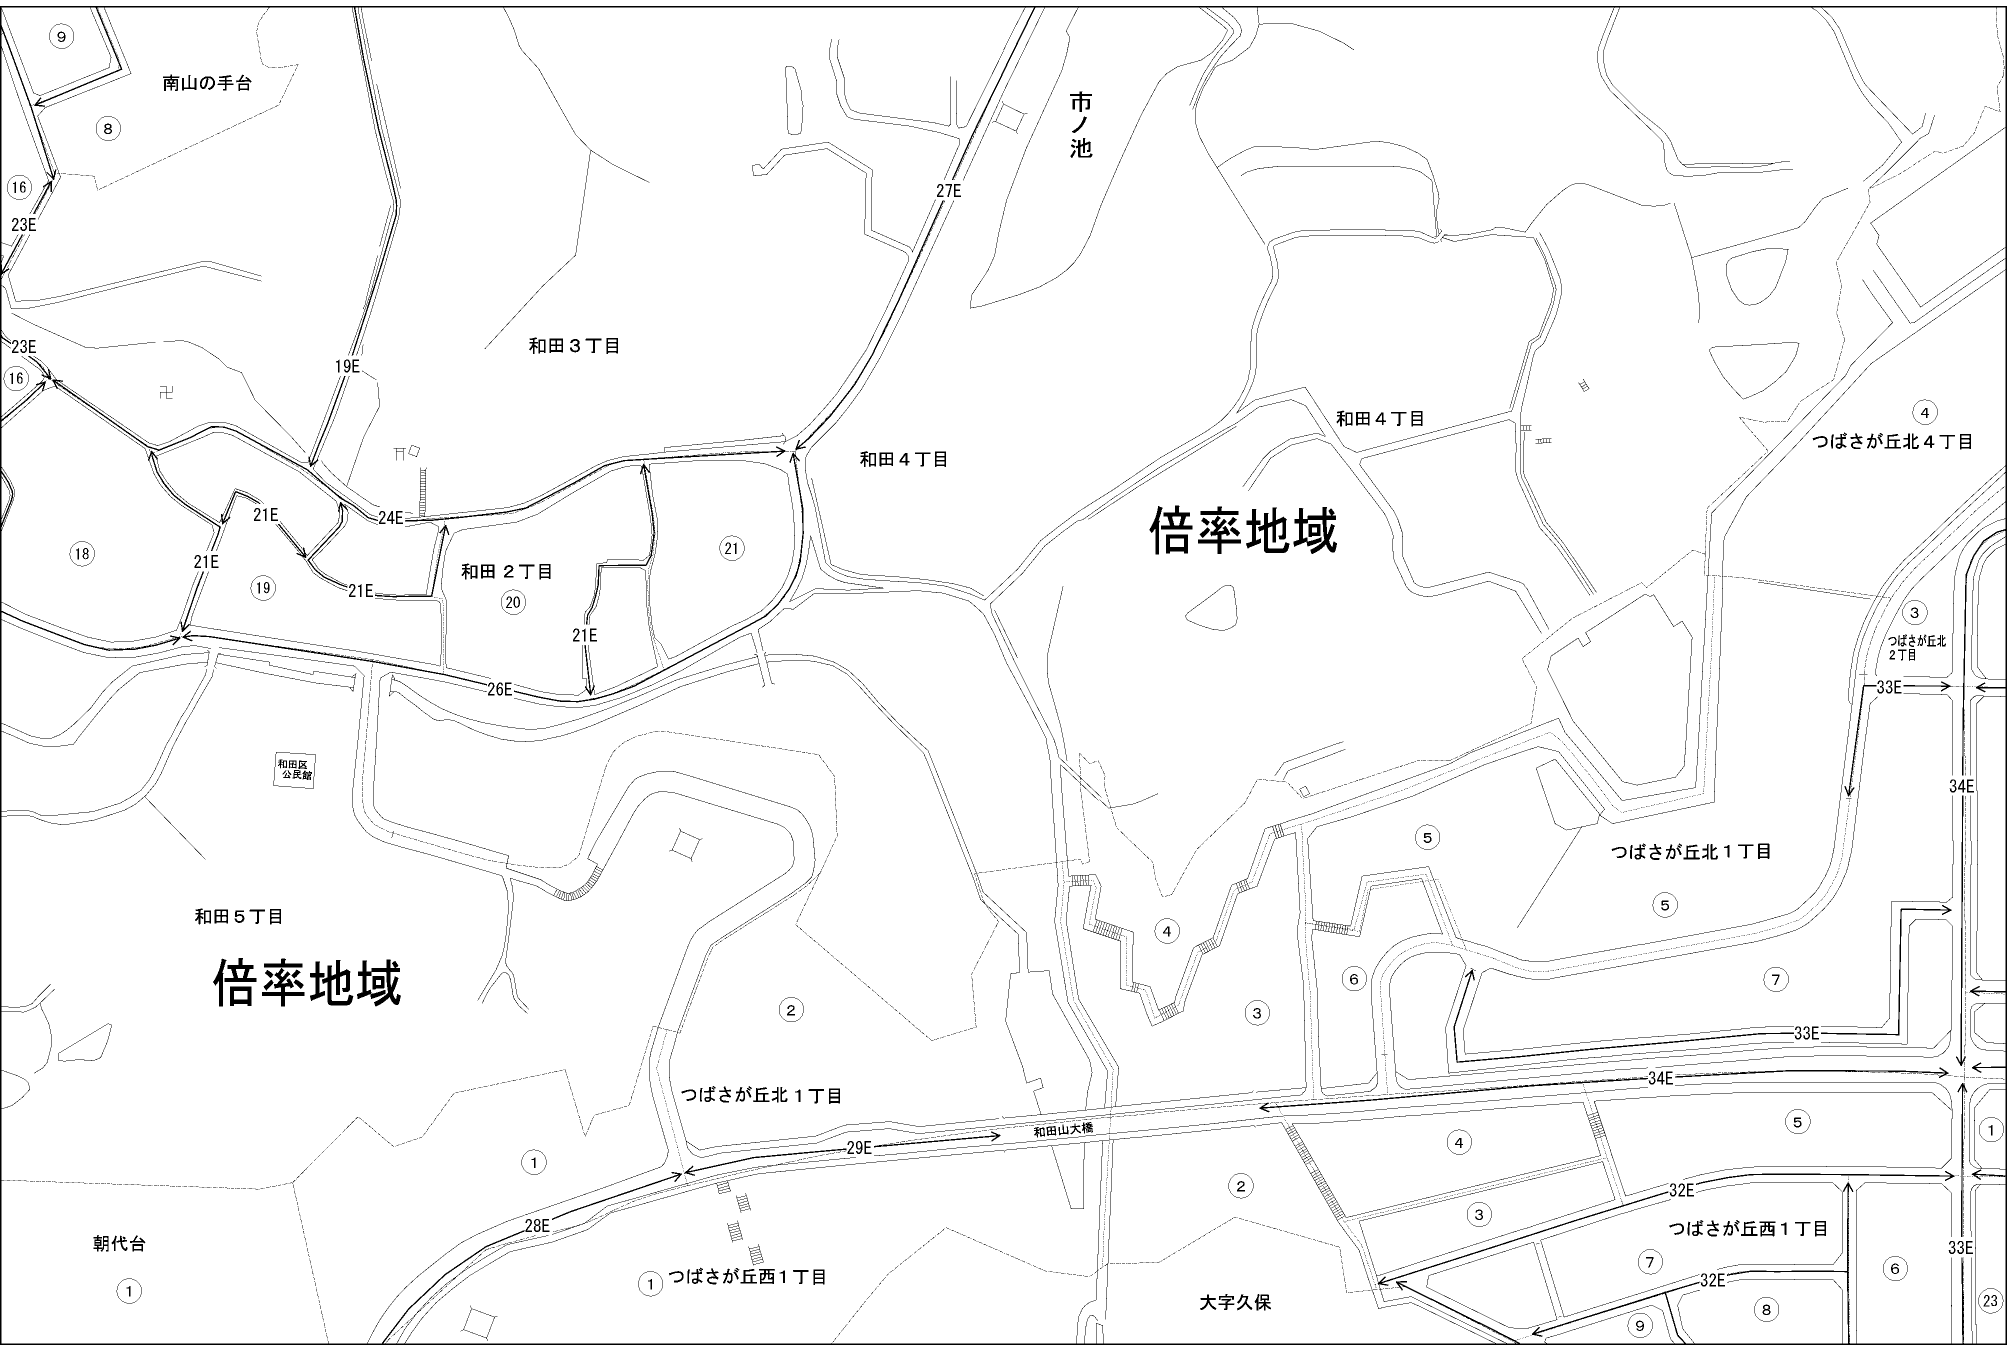 ⑨
南山の手台
⑧
市
ノ
池
⑯
27E
23E
和田３丁目
23E
19E
⑯
卍
和田４丁目
④
つばさが丘北４丁目
和田４丁目
24E
21E
倍率地域
⑱
㉑
21E
和田２丁目
⑲
21E
⑳
③
つばさが丘北
２丁目
21E
26E
33E
和田区
公民館
34E
⑤
つばさが丘北１丁目
和田５丁目
⑤
④
倍率地域
⑥
⑦
②
③
33E
34E
つばさが丘北１丁目
和田山大橋
⑤
①
29E
④
①
②
32E
③
28E
つばさが丘西１丁目
朝代台
33E
⑦
⑥
つばさが丘西１丁目
①
①
32E
大字久保
⑧
㉓
⑨